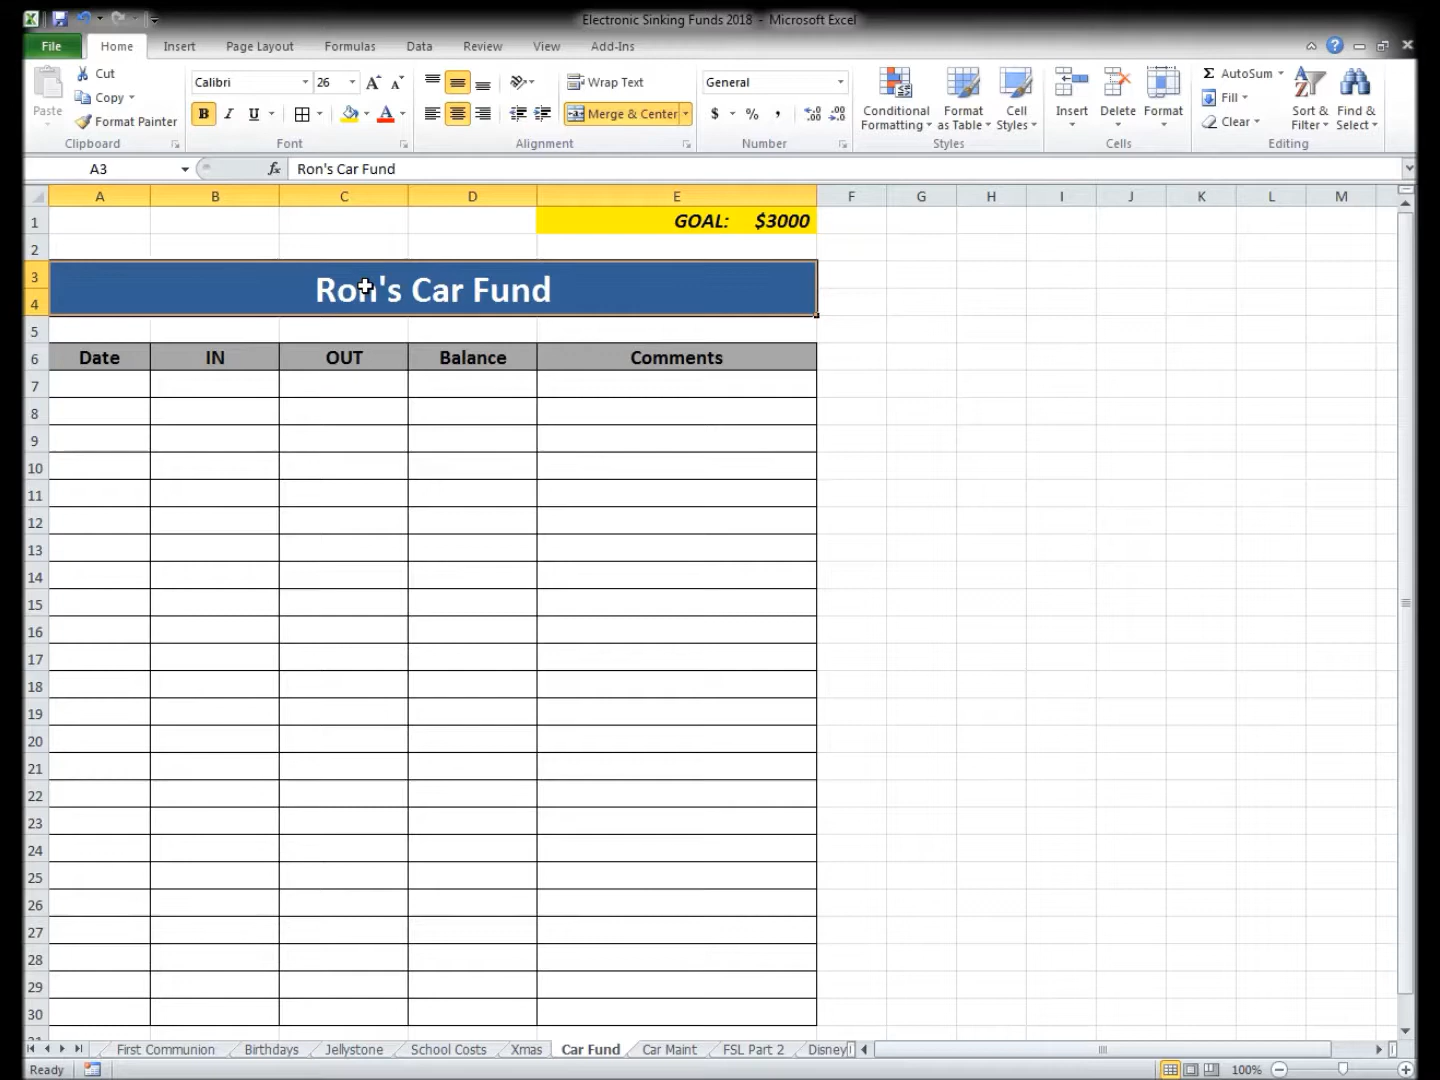 Electronic Sinking Funds 2018 - Microsoft Excel
File Home Insert Page Layout Formulas Data Review View Add-Ins
Paste
Cut
Copy
Format Painter
Clipboard
Calibri 26
B I U
Font
Wrap Text
Merge & Center
Alignment
General
$ % ,
Number
Conditional Formatting
Format as Table
Cell Styles
Styles
Insert Delete Format
Cells
AutoSum
Fill
Clear
Sort & Filter
Find & Select
Editing
A3 fx Ron's Car Fund
A B C D E F G H I J K L M
1 GOAL: $3000
2
3 Ron's Car Fund
4
5
6 Date IN OUT Balance Comments
7
8
9
10
11
12
13
14
15
16
17
18
19
20
21
22
23
24
25
26
27
28
29
30
First Communion Birthdays Jellystone School Costs Xmas Car Fund Car Maint FSL Part 2 Disney
Ready 100%